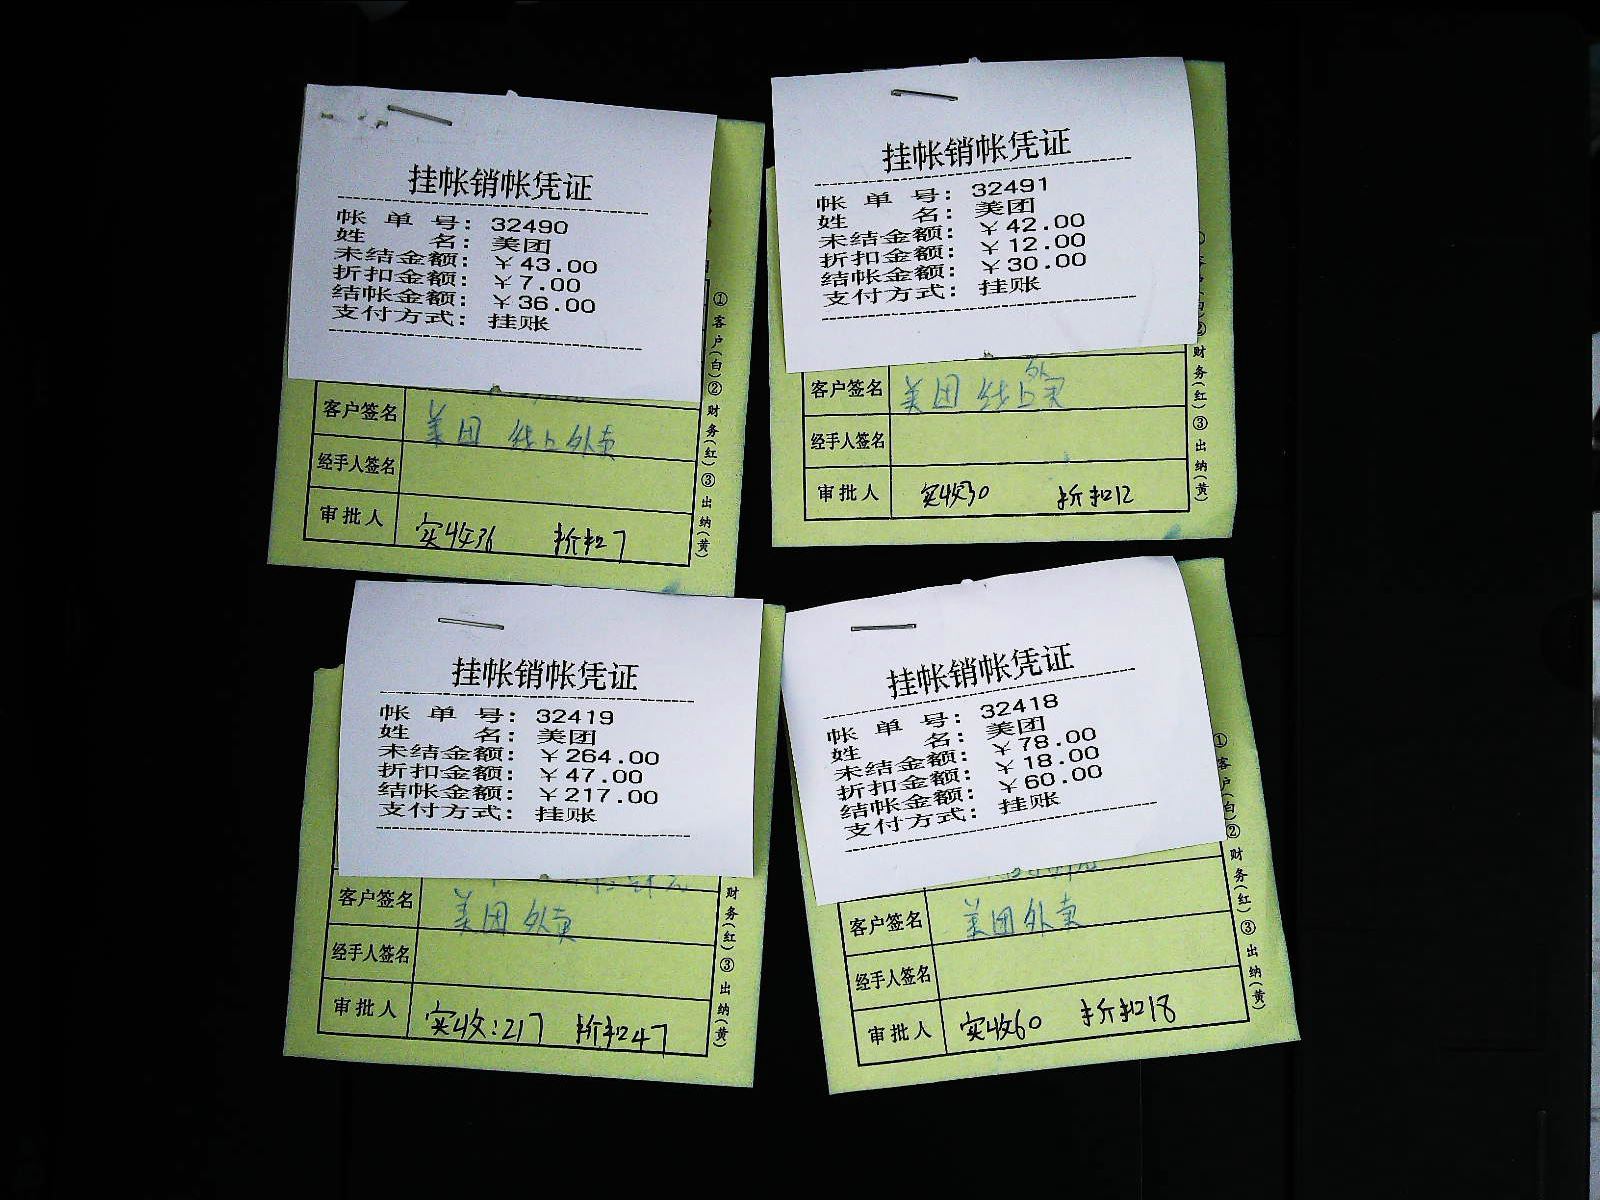 挂帐销帐凭证
帐单号：32490
姓名：美团
未结金额：￥43.00
折扣金额：￥7.00
结帐金额：￥36.00
支付方式：挂账
客户签名 美团 线上外卖
经手人签名
审批人 实收36 折扣7
①客户(白)②财务(红)③出纳(黄)
挂帐销帐凭证
帐单号：32491
姓名：美团
未结金额：￥42.00
折扣金额：￥12.00
结帐金额：￥30.00
支付方式：挂账
客户签名 美团 线上外卖
经手人签名
审批人 实收30 折扣12
财务(红)③出纳(黄)
挂帐销帐凭证
帐单号：32419
姓名：美团
未结金额：￥264.00
折扣金额：￥47.00
结帐金额：￥217.00
支付方式：挂账
客户签名 美团外卖
经手人签名
审批人 实收：217 折扣47
财务(红)③出纳(黄)
挂帐销帐凭证
帐单号：32418
姓名：美团
未结金额：￥78.00
折扣金额：￥18.00
结帐金额：￥60.00
支付方式：挂账
客户签名 美团外卖
经手人签名
审批人 实收60 折扣18
①客户(白)②财务(红)③出纳(黄)